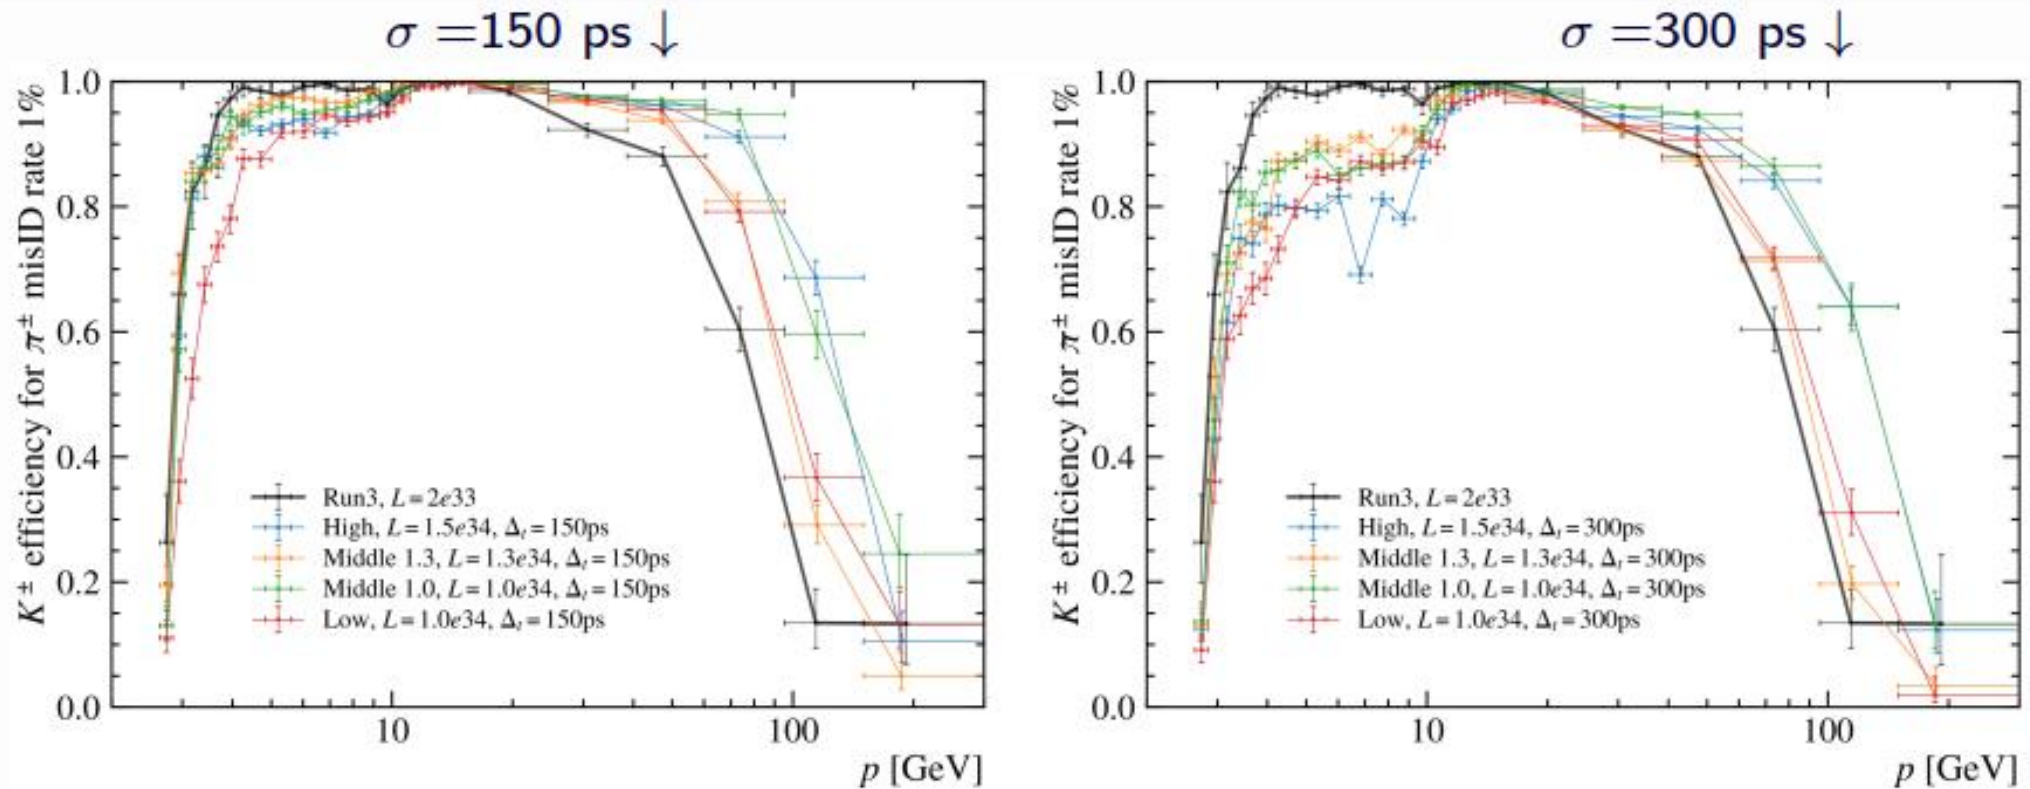 σ =150 ps ↓
K± efficiency for π± misID rate 1%
1.0
0.8
0.6
0.4
0.2
0.0
Run3, L=2e33
High, L=1.5e34, Δt=150ps
Middle 1.3, L=1.3e34, Δt=150ps
Middle 1.0, L=1.0e34, Δt=150ps
Low, L=1.0e34, Δt=150ps
10
100
p [GeV]
σ =300 ps ↓
K± efficiency for π± misID rate 1%
1.0
0.8
0.6
0.4
0.2
0.0
Run3, L=2e33
High, L=1.5e34, Δt=300ps
Middle 1.3, L=1.3e34, Δt=300ps
Middle 1.0, L=1.0e34, Δt=300ps
Low, L=1.0e34, Δt=300ps
10
100
p [GeV]